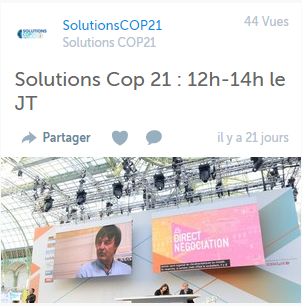 SolutionsCOP21
44 Vues
Solutions COP21
Solutions Cop 21 : 12h-14h le
JT
Partager
il y a 21 jours
DIRECT
NÉGOCIATION